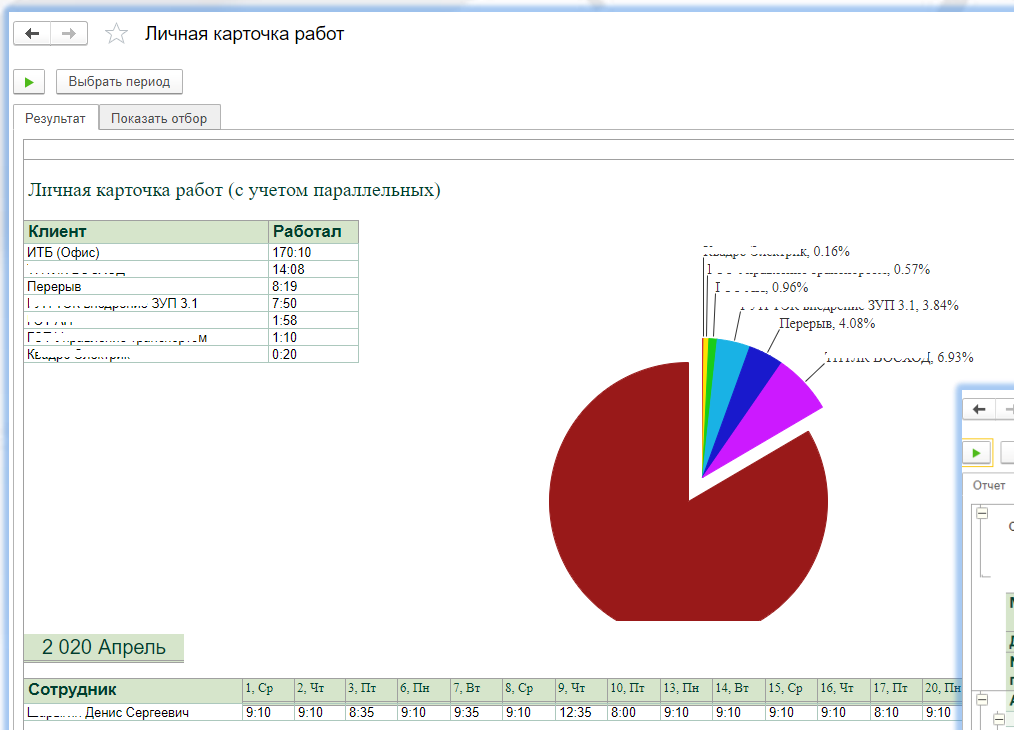 Личная карточка работ
Выбрать период
Результат Показать отбор
Личная карточка работ (с учетом параллельных)
Клиент Работал
ИТБ (Офис) 170:10
14:08
Перерыв 8:19
внедрение ЗУП 3.1 7:50
1:58
1:10
0:20
0.16%
0.57%
0.96%
внедрение ЗУП 3.1, 3.84%
Перерыв, 4.08%
6.93%
2 020 Апрель
Сотрудник 1, Ср 2, Чт 3, Пт 6, Пн 7, Вт 8, Ср 9, Чт 10, Пт 13, Пн 14, Вт 15, Ср 16, Чт 17, Пт 20, Пн
Денис Сергеевич 9:10 9:10 8:35 9:10 9:35 9:10 12:35 8:00 9:10 9:10 9:10 9:10 8:10 9:10
Отчет